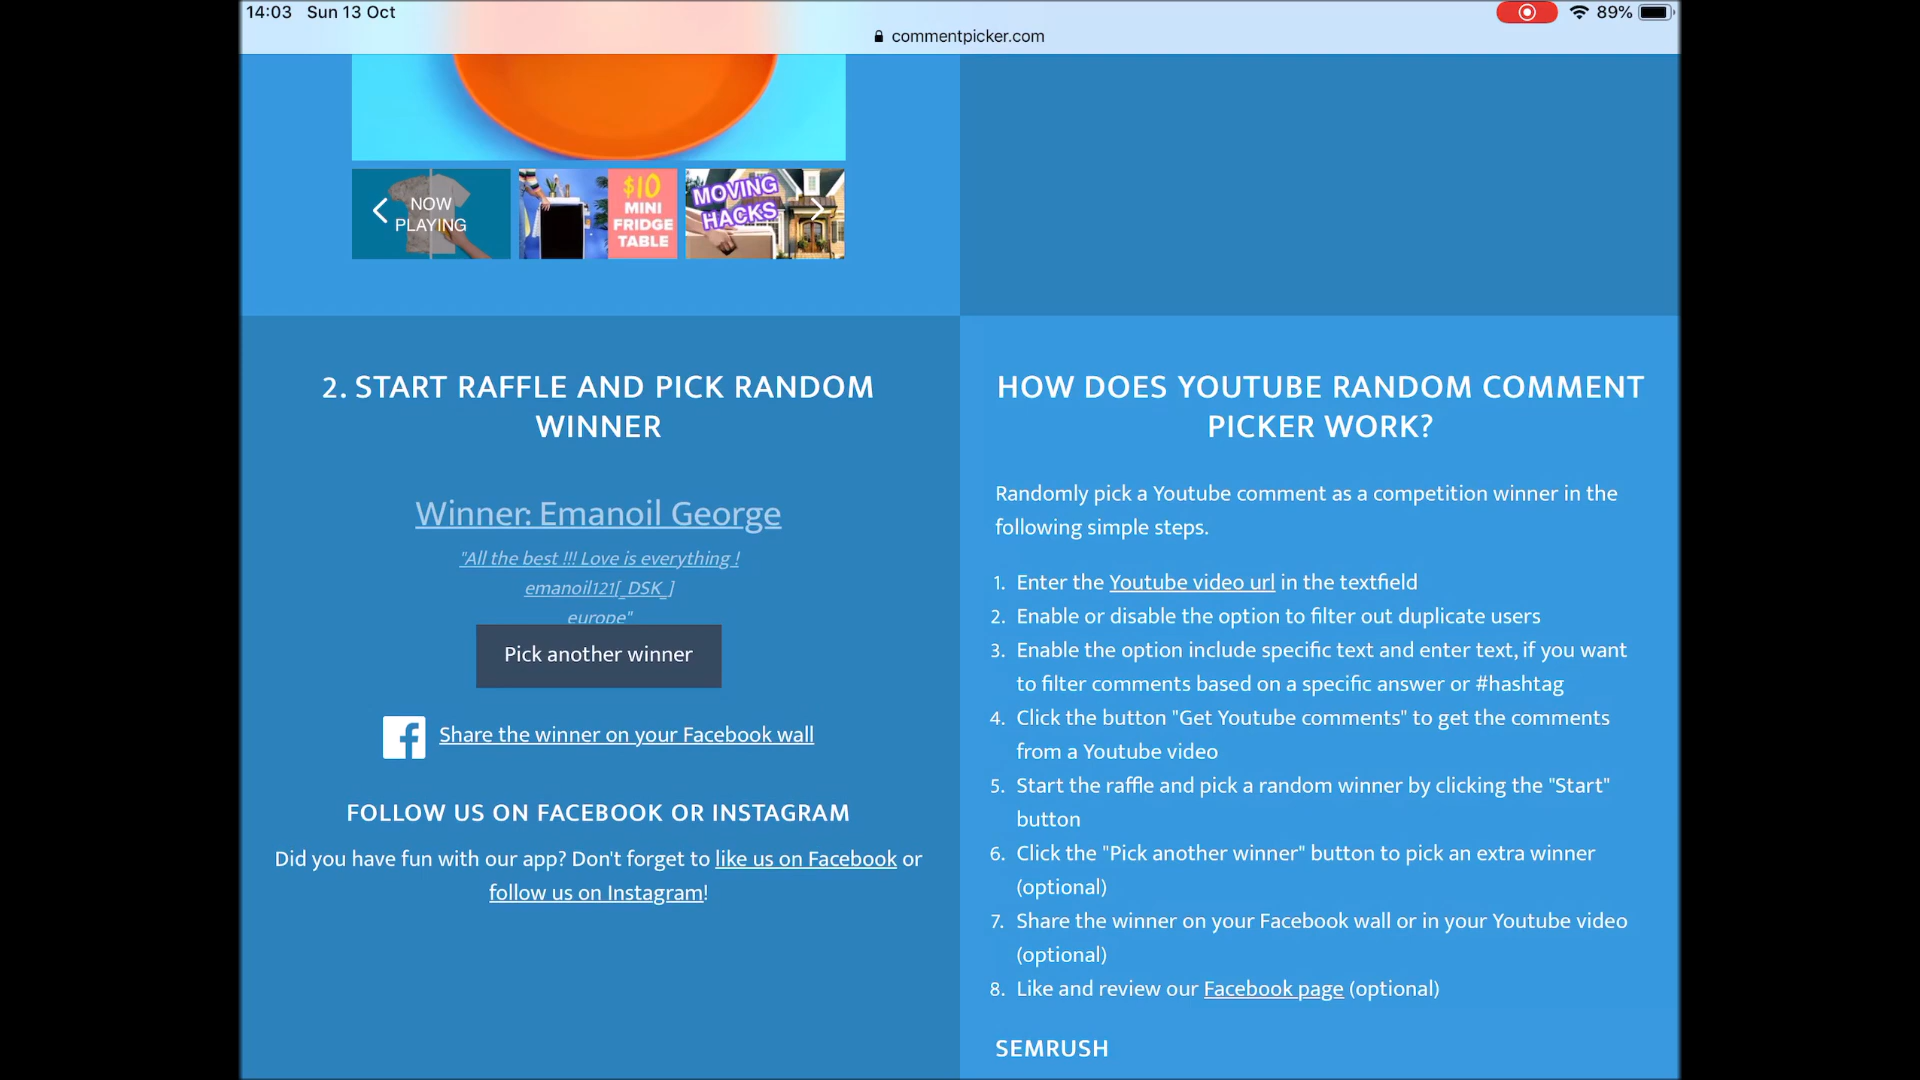 14:03 Sun 13 Oct
89%
commentpicker.com
NOW
PLAYING
$10
MINI
FRIDGE
TABLE
MOVING
HACKS
2. START RAFFLE AND PICK RANDOM
WINNER
Winner: Emanoil George
"All the best !!! Love is everything !
emanoil121[_DSK_]
europe"
Pick another winner
Share the winner on your Facebook wall
FOLLOW US ON FACEBOOK OR INSTAGRAM
Did you have fun with our app? Don't forget to like us on Facebook or
follow us on Instagram!
HOW DOES YOUTUBE RANDOM COMMENT
PICKER WORK?
Randomly pick a Youtube comment as a competition winner in the
following simple steps.
1. Enter the Youtube video url in the textfield
2. Enable or disable the option to filter out duplicate users
3. Enable the option include specific text and enter text, if you want
to filter comments based on a specific answer or #hashtag
4. Click the button "Get Youtube comments" to get the comments
from a Youtube video
5. Start the raffle and pick a random winner by clicking the "Start"
button
6. Click the "Pick another winner" button to pick an extra winner
(optional)
7. Share the winner on your Facebook wall or in your Youtube video
(optional)
8. Like and review our Facebook page (optional)
SEMRUSH